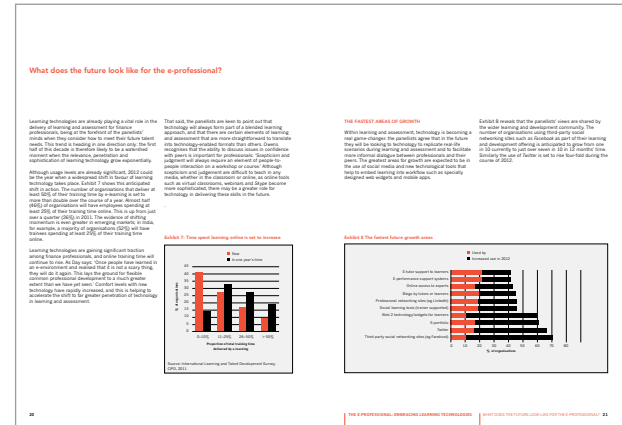 What does the future look like for the e-professional?
Learning technologies are already playing a vital role in the
delivery of learning and assessment for finance
professionals, being at the forefront of the panellists'
minds when they consider how to meet their future talent
needs. This trend is heading in one direction only: the first
half of this decade is therefore likely to be a watershed
moment when the relevance, penetration and
sophistication of learning technology grow exponentially.
Although usage levels are already significant, 2012 could
be the year when a widespread shift in favour of learning
technology takes place. Exhibit 7 shows this anticipated
shift in action. The number of organisations that deliver at
least 50% of their training time by e-learning is set to
more than double over the course of a year. Almost half
(46%) of organisations will have employees spending at
least 25% of their training time online. This is up from just
over a quarter (26%) in 2011. The evidence of shifting
momentum is even greater in emerging markets; in India,
for example, a majority of organisations (52%) will have
trainees spending at least 25% of their training time
online.
Learning technologies are gaining significant traction
among finance professionals, and online training time will
continue to rise. As Day says: 'Once people have learned in
an e-environment and realised that it is not a scary thing,
they will do it again. This lays the ground for flexible
common professional development to a much greater
extent than we have yet seen.' Comfort levels with new
technology have rapidly increased, and this is helping to
accelerate the shift to far greater penetration of technology
in learning and assessment.
That said, the panellists are keen to point out that
technology will always form part of a blended learning
approach, and that there are certain elements of learning
and assessment that are more straightforward to translate
into technology-enabled formats than others. Owens
recognises that the ability to discuss issues in confidence
with peers is important for professionals: 'Scepticism and
judgement will always require an element of people-to-
people interaction on a workshop or course.' Although
scepticism and judgement are difficult to teach in any
media, whether in the classroom or online, as online tools
such as virtual classrooms, webinars and Skype become
more sophisticated, there may be a greater role for
technology in delivering these skills in the future.
Exhibit 7: Time spent learning online is set to increase
Now
In one year's time
% of organisations
45
40
35
30
25
20
15
10
5
0
0–10% 11–25% 26–50% >50%
Proportion of total training time
delivered by e-learning
Source: International Learning and Talent Development Survey,
CIPD, 2011
20
THE FASTEST AREAS OF GROWTH
Within learning and assessment, technology is becoming a
real game-changer: the panellists agree that in the future
they will be looking to technology to replicate real-life
scenarios during learning and assessment and to facilitate
more informal dialogue between professionals and their
peers. The greatest areas for growth are expected to be in
the use of social media and new technological tools that
help to embed learning into workflow such as specially
designed web widgets and mobile apps.
Exhibit 8 reveals that the panellists' views are shared by
the wider learning and development community. The
number of organisations using third-party social
networking sites such as Facebook as part of their learning
and development offering is anticipated to grow from one
in 10 currently to just over seven in 10 in 12 months' time.
Similarly the use of Twitter is set to rise four-fold during the
course of 2012.
Exhibit 8 The fastest future growth areas
Used by
Increased use in 2012
E-tutor support to learners
E-performance support systems
Online access to experts
Blogs by tutors or learners
Professional networking sites (eg LinkedIn)
Social learning tools (trainer supported)
Web 2 technology/widgets for learners
E-portfolio
Twitter
Third-party social networking sites (eg Facebook)
0 10 20 30 40 50 60 70 80
% of organisations
THE E-PROFESSIONAL: EMBRACING LEARNING TECHNOLOGIES
WHAT DOES THE FUTURE LOOK LIKE FOR THE E-PROFESSIONAL?
21